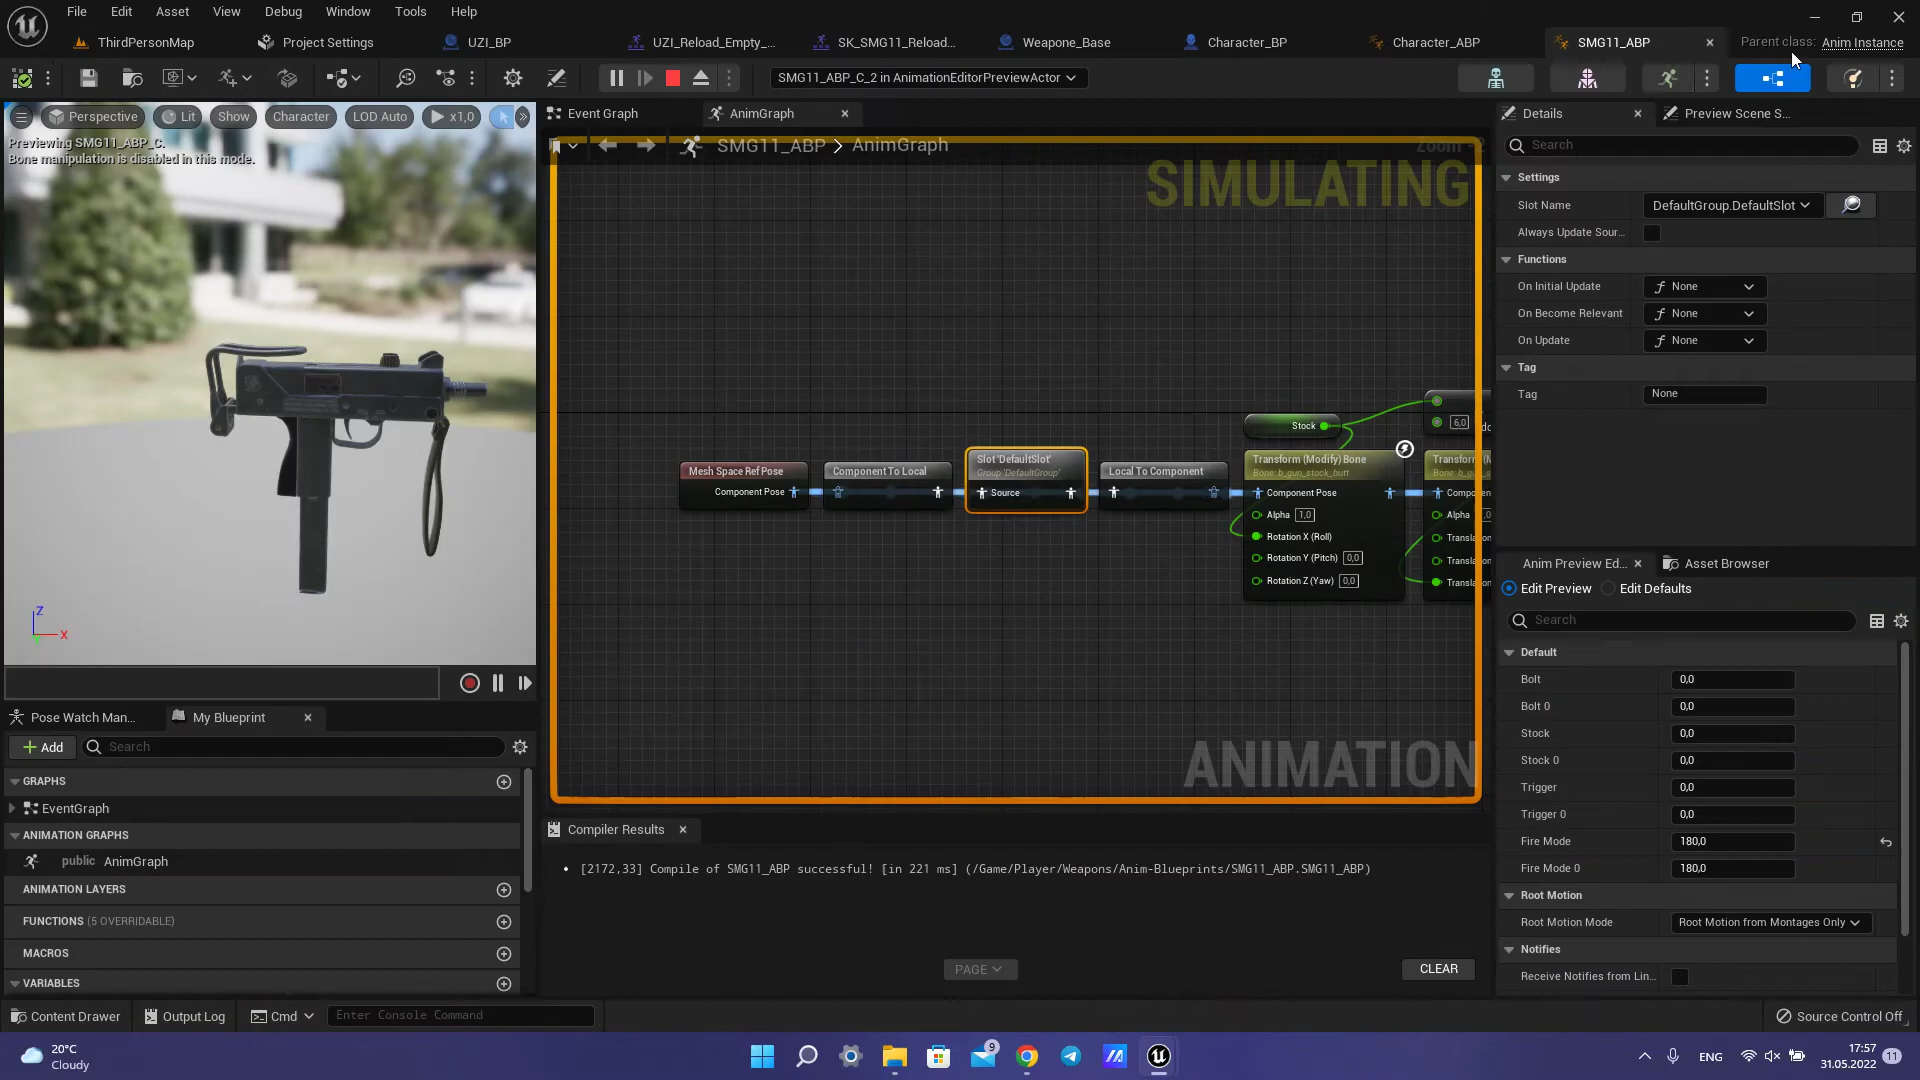 File Edit Asset View Debug Window Tools Help
ThirdPersonMap Project Settings UZI_BP UZI_Reload_Empty_... SK_SMG11_Reload... Weapone_Base Character_BP Character_ABP SMG11_ABP Parent class: Anim Instance
SMG11_ABP_C_2 in AnimationEditorPreviewActor
Perspective Lit Show Character LOD Auto x1,0
Previewing SMG11_ABP_C.
Bone manipulation is disabled in this mode.
Z
X
Event Graph AnimGraph
SMG11_ABP > AnimGraph
SIMULATING
Mesh Space Ref Pose
Component Pose
Component To Local
Slot 'DefaultSlot'
Group 'DefaultGroup'
Source
Local To Component
Stock
6,0
Transform (Modify) Bone
Bone: b_gun_stock_butt
Component Pose
Alpha 1,0
Rotation X (Roll)
Rotation Y (Pitch) 0,0
Rotation Z (Yaw) 0,0
ANIMATION
Details Preview Scene S...
Search
Settings
Slot Name DefaultGroup.DefaultSlot
Always Update Sour...
Functions
On Initial Update None
On Become Relevant None
On Update None
Tag
Tag None
Anim Preview Ed... Asset Browser
Edit Preview Edit Defaults
Search
Default
Bolt 0,0
Bolt 0 0,0
Stock 0,0
Stock 0 0,0
Trigger 0,0
Trigger 0 0,0
Fire Mode 180,0
Fire Mode 0 180,0
Root Motion
Root Motion Mode Root Motion from Montages Only
Notifies
Receive Notifies from Lin...
Pose Watch Man... My Blueprint
Add Search
GRAPHS
EventGraph
ANIMATION GRAPHS
public AnimGraph
ANIMATION LAYERS
FUNCTIONS (5 OVERRIDABLE)
MACROS
VARIABLES
Compiler Results
[2172,33] Compile of SMG11_ABP successful! [in 221 ms] (/Game/Player/Weapons/Anim-Blueprints/SMG11_ABP.SMG11_ABP)
PAGE CLEAR
Content Drawer Output Log Cmd Enter Console Command Source Control Off
20°C
Cloudy
9
ENG
17:57
31.05.2022
11